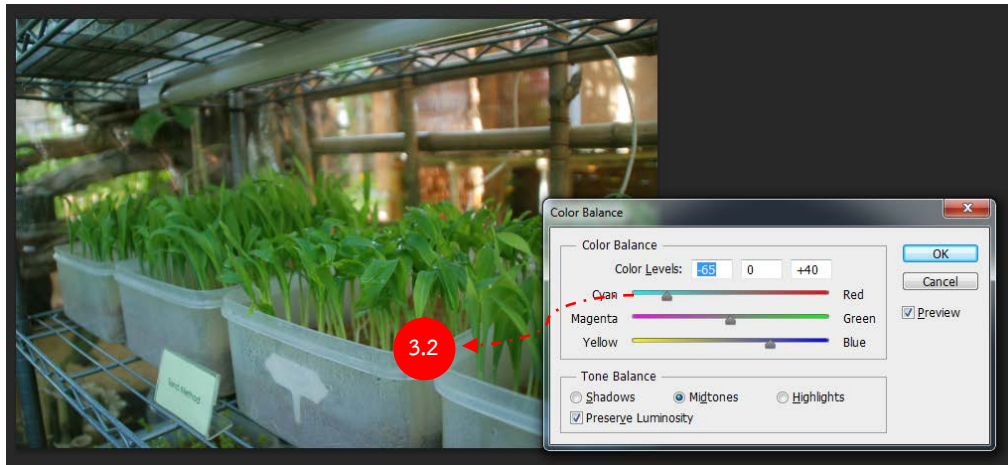 Color Balance
X
Color Balance
Color Levels: -65 0 +40
Cyan Red
Magenta Green
Yellow Blue
Tone Balance
Shadows Midtones Highlights
Preserve Luminosity
OK
Cancel
Preview
3.2
Method